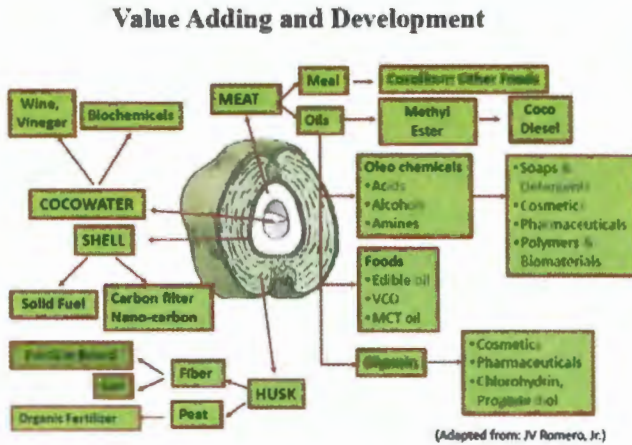 Value Adding and Development
Wine,
Vinegar
Biochemicals
MEAT
Meal
Oils
Methyl
Ester
Coco
Diesel
COCOWATER
SHELL
Solid Fuel
Carbon filter
Nano-carbon
Oleo chemicals
• Acids
• Alcohols
• Amines
• Soaps &
Detergents
• Cosmetics
• Pharmaceuticals
• Polymers &
Biomaterials
Foods
• Edible oil
• VCO
• MCT oil
• Cosmetics
• Pharmaceuticals
• Chlorohydrin,
Fiber
HUSK
Peat
Organic Fertilizer
(Adapted from: JV Romero, Jr.)